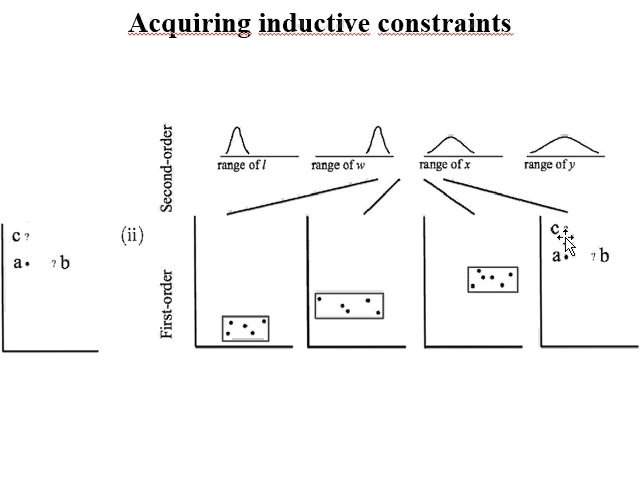 Acquiring inductive constraints
Second-order
range of l
range of w
range of x
range of y
c ?
a
? b
(ii)
First-order
c ?
a
? b